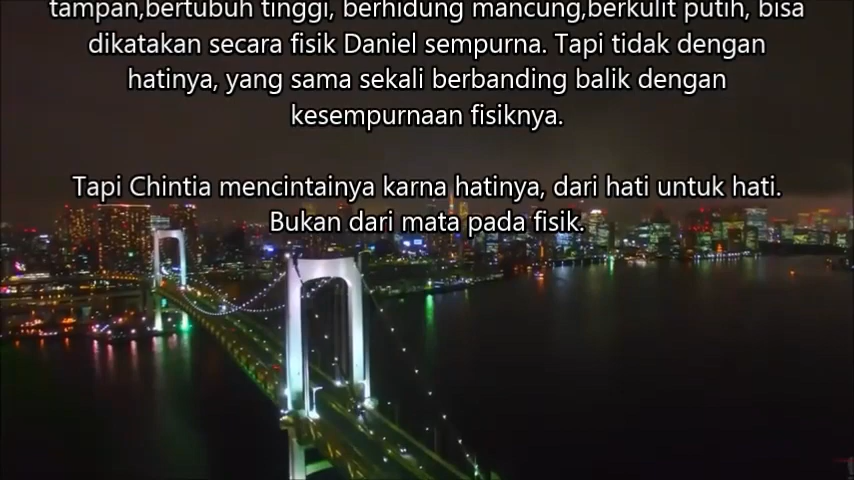 tampan,bertubuh tinggi, berhidung mancung,berkulit putih, bisa
dikatakan secara fisik Daniel sempurna. Tapi tidak dengan
hatinya, yang sama sekali berbanding balik dengan
kesempurnaan fisiknya.
Tapi Chintia mencintainya karna hatinya, dari hati untuk hati.
Bukan dari mata pada fisik.